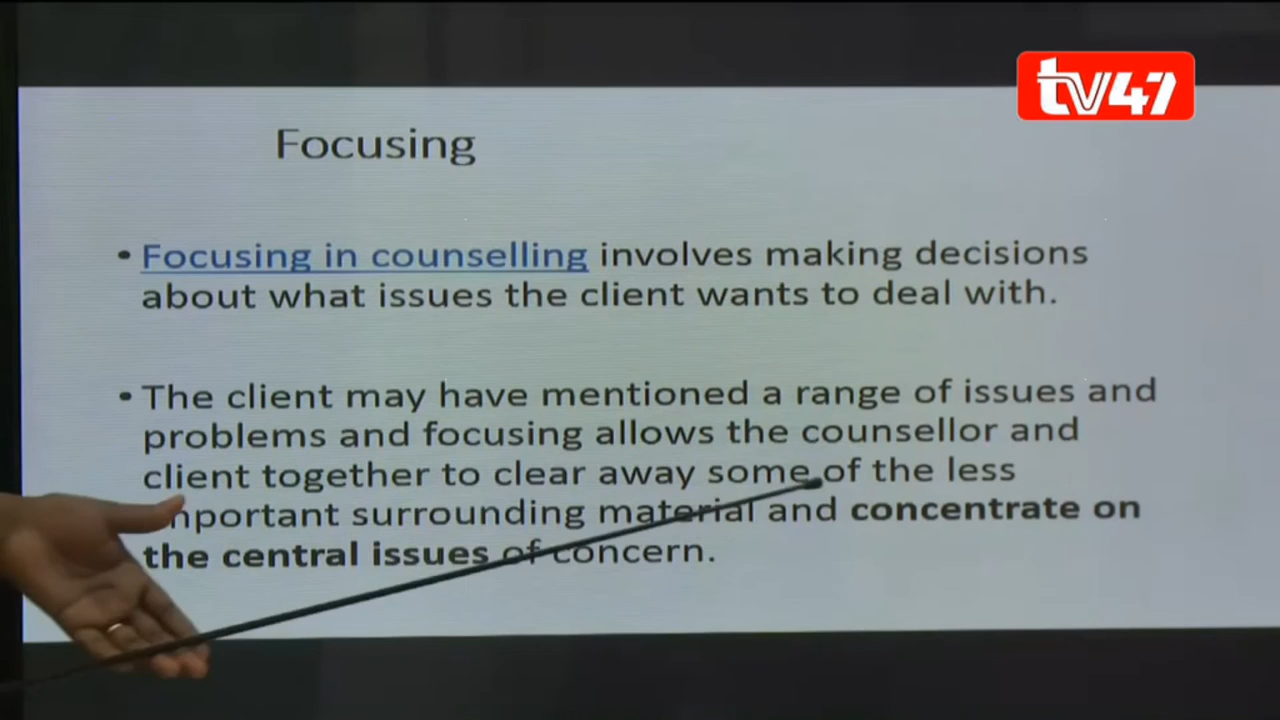 tv47
Focusing
• Focusing in counselling involves making decisions
about what issues the client wants to deal with.
• The client may have mentioned a range of issues and
problems and focusing allows the counsellor and
client together to clear away some of the less
important surrounding material and concentrate on
the central issues of concern.